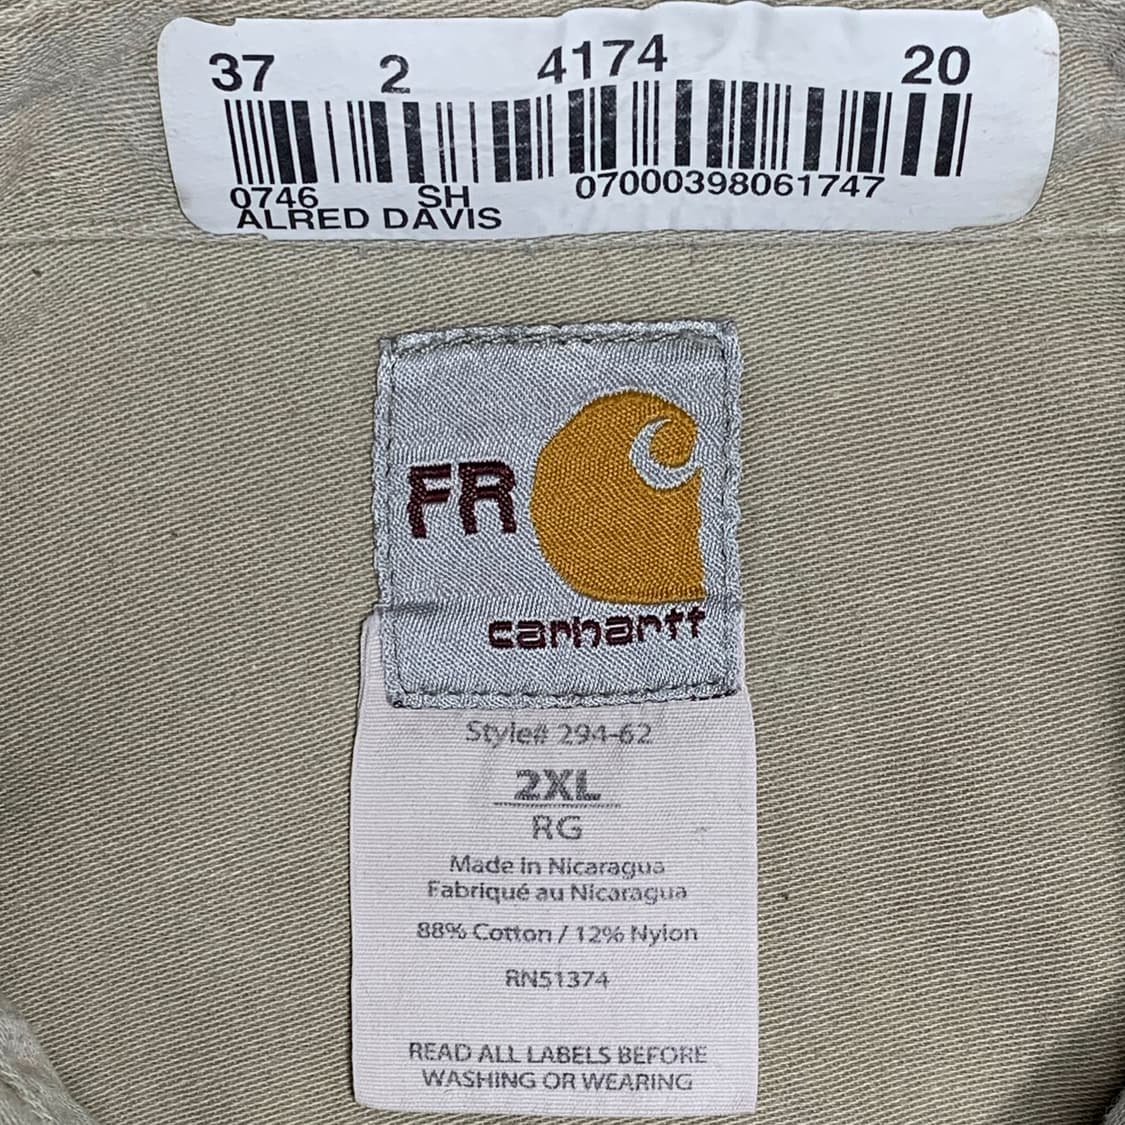 37 2 4174 20
0746 SH 07000398061747
ALRED DAVIS
FR
carhartt
Style# 294-62
2XL
RG
Made in Nicaragua
Fabriqué au Nicaragua
88% Cotton / 12% Nylon
RN51374
READ ALL LABELS BEFORE
WASHING OR WEARING